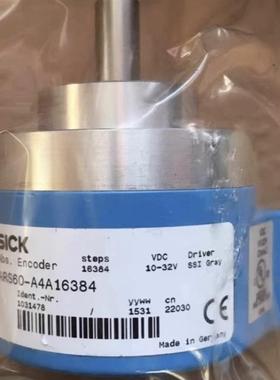 SICK
Abs. Encoder steps VDC Driver
16384 10-32V SSI Gray
ARS60-A4A16384
Ident.-Nr. yyww cn
1031478 / 1531 22030
Made in Germany